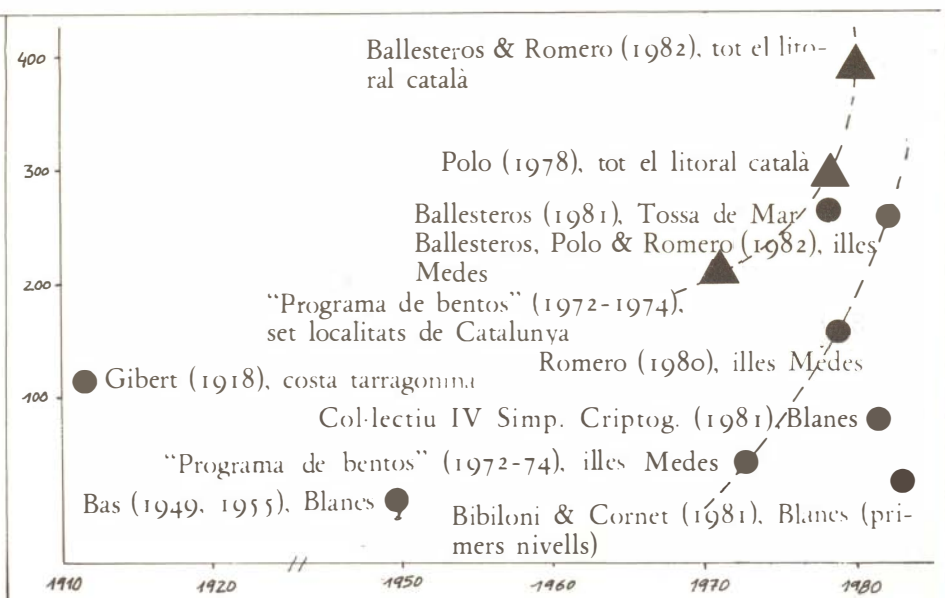 400
Ballesteros & Romero (1982), tot el lito-
ral català
300
Polo (1978), tot el litoral català
Ballesteros (1981), Tossa de Mar
Ballesteros, Polo & Romero (1982), illes
Medes
200
"Programa de bentos" (1972-1974),
set localitats de Catalunya
Romero (1980), illes Medes
Gibert (1918), costa tarragonina
100
Col·lectiu IV Simp. Criptog. (1981), Blanes
"Programa de bentos" (1972-74), illes Medes
Bas (1949, 1955), Blanes
Bibiloni & Cornet (1981), Blanes (pri-
mers nivells)
1910 1920 // 1950 1960 1970 1980